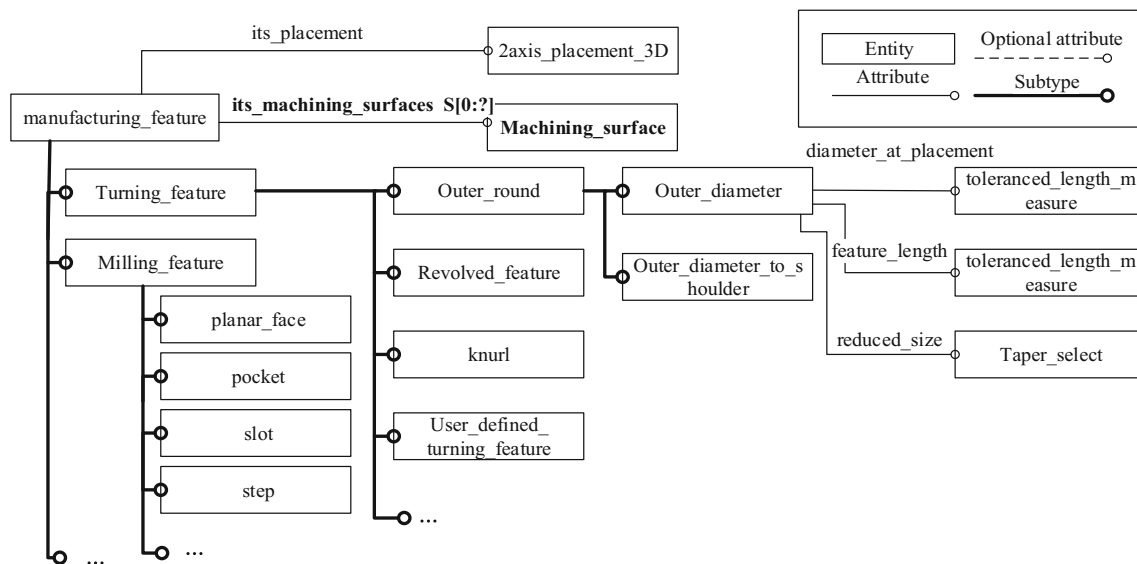 its_placement
2axis_placement_3D
manufacturing_feature
its_machining_surfaces S[0:?]
Machining_surface
Entity
Optional attribute
Attribute
Subtype
Turning_feature
Outer_round
Outer_diameter
diameter_at_placement
toleranced_length_m
easure
Milling_feature
Revolved_feature
Outer_diameter_to_s
houlder
feature_length
toleranced_length_m
easure
planar_face
knurl
reduced_size
Taper_select
pocket
slot
User_defined_
turning_feature
step
...
...
...